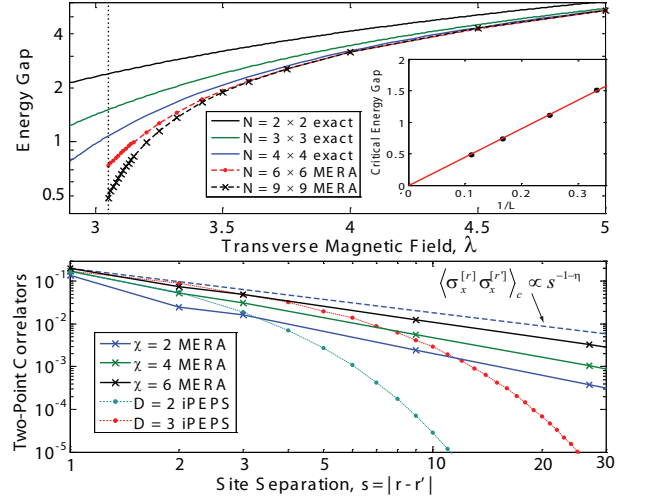 Energy Gap
4
2
1
0.5
3
3.5
4
4.5
5
Transverse Magnetic Field, λ
N = 2 × 2 exact
N = 3 × 3 exact
N = 4 × 4 exact
N = 6 × 6 MERA
N = 9 × 9 MERA
Critical Energy Gap
2
1.5
1
0.5
0
0
0.1
0.2
0.3
1/L
Two-Point Correlators
10⁻¹
10⁻²
10⁻³
10⁻⁴
10⁻⁵
1
2
3
5
7
10
20
30
Site Separation, s=|r-r'|
⟨σₓ^[r] σₓ^[r']⟩_c ∝ s^-1-η
χ = 2 MERA
χ = 4 MERA
χ = 6 MERA
D = 2 iPEPS
D = 3 iPEPS